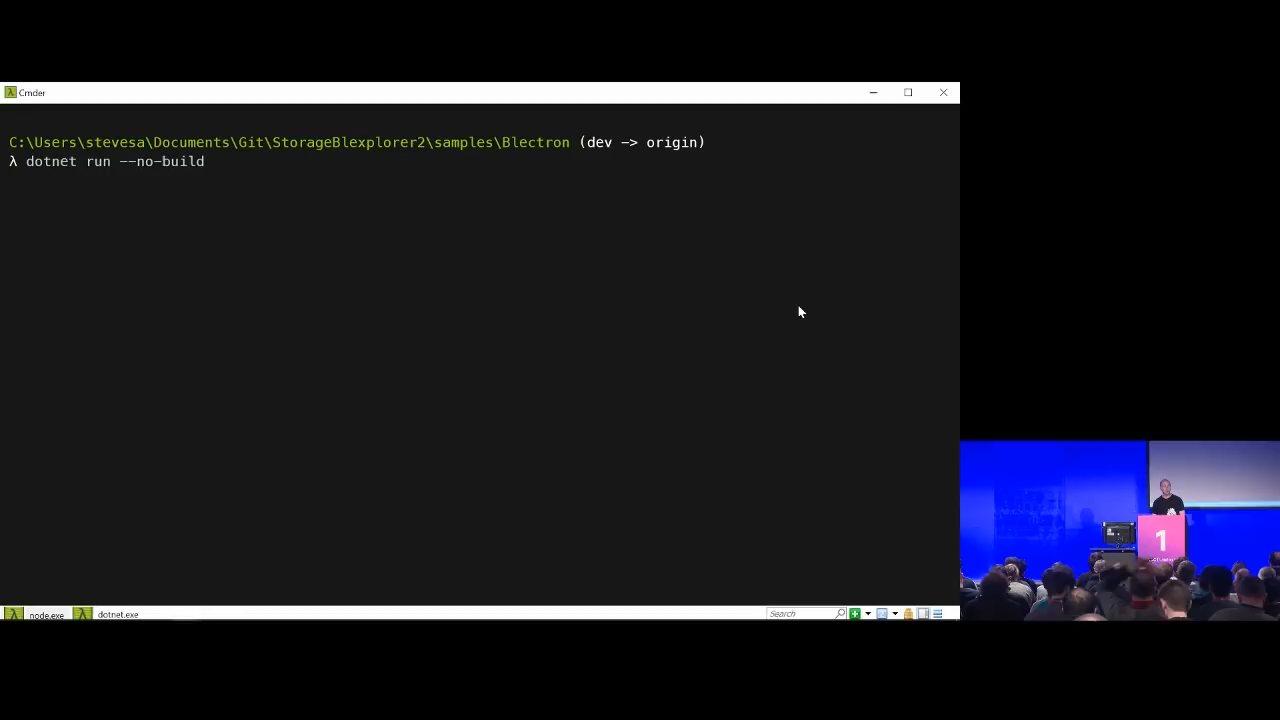 Cmder
C:\Users\stevesa\Documents\Git\StorageBlexplorer2\samples\Blectron (dev -> origin)
λ dotnet run --no-build
node.exe
dotnet.exe
Search
1